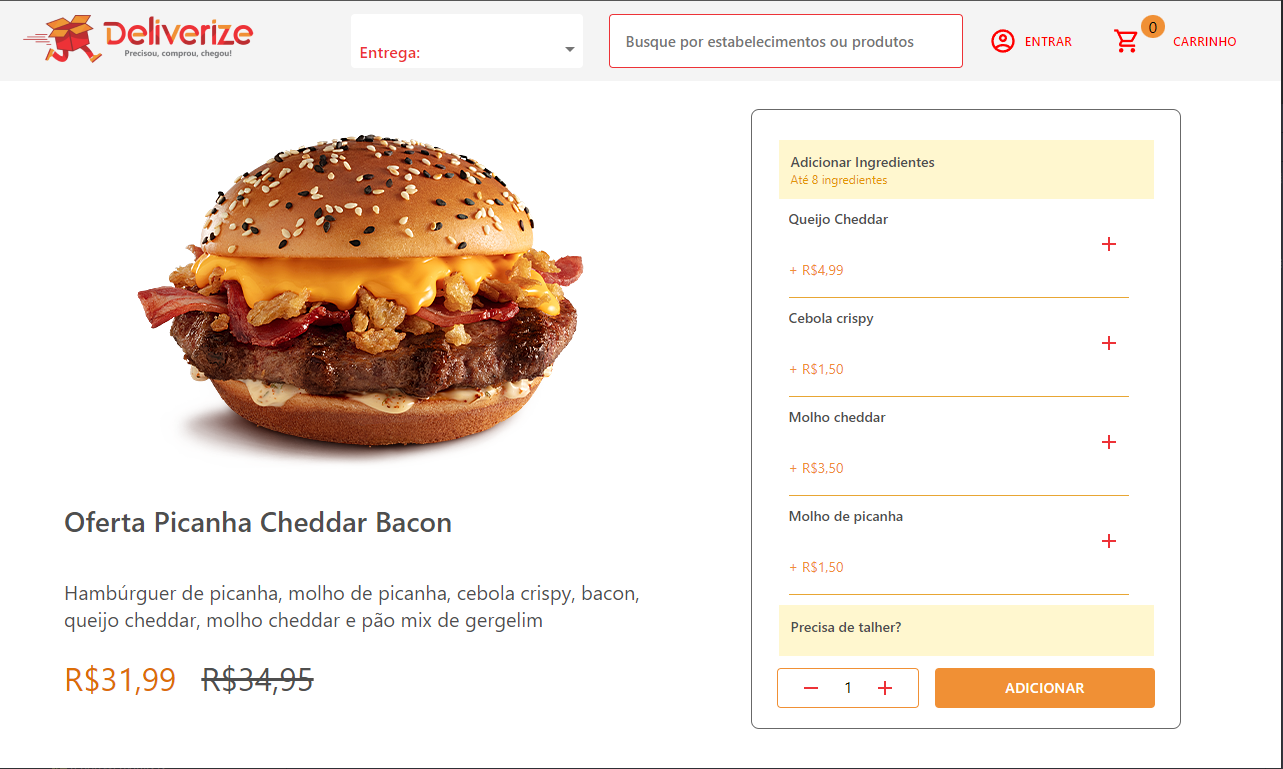 Deliverize
Precisou, comprou, chegou!
Entrega:
Busque por estabelecimentos ou produtos
ENTRAR
0
CARRINHO
Oferta Picanha Cheddar Bacon
Hambúrguer de picanha, molho de picanha, cebola crispy, bacon,
queijo cheddar, molho cheddar e pão mix de gergelim
R$31,99 R$34,95
Adicionar Ingredientes
Até 8 ingredientes
Queijo Cheddar
+ R$4,99
Cebola crispy
+ R$1,50
Molho cheddar
+ R$3,50
Molho de picanha
+ R$1,50
Precisa de talher?
1
ADICIONAR